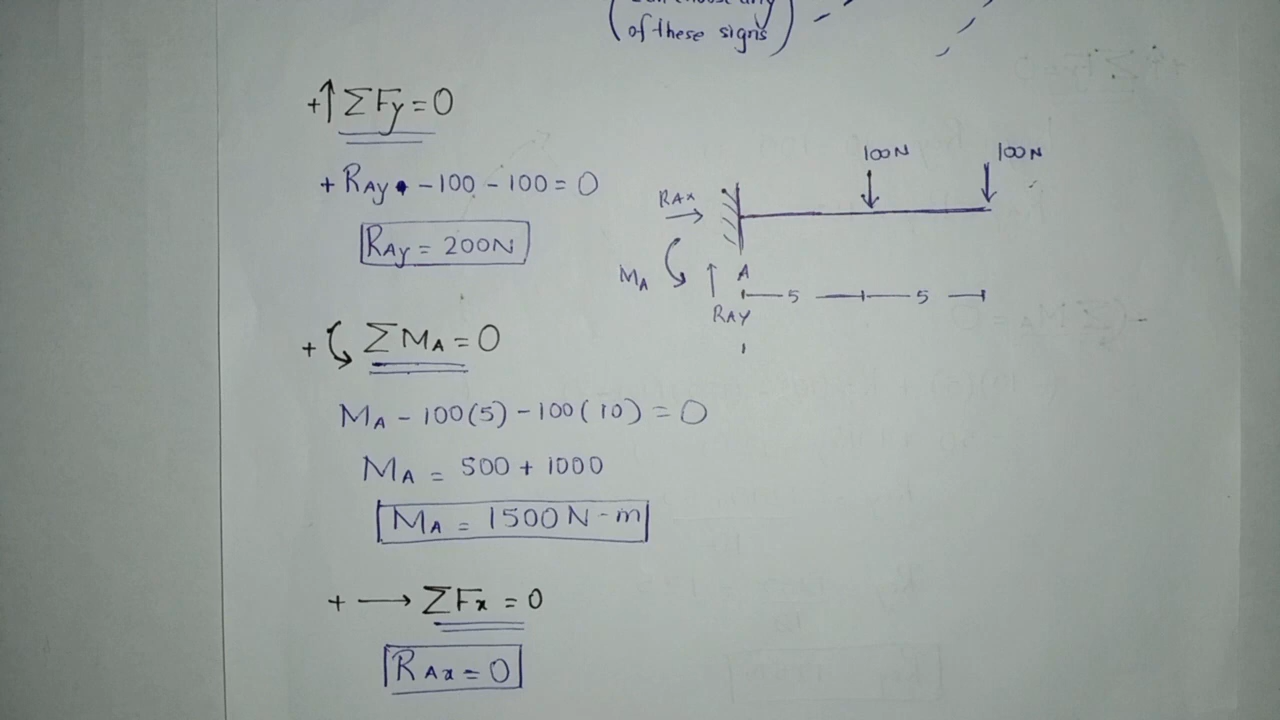 of these signs)
+↑ ΣFy = 0
+ RAy - 100 - 100 = 0
RAy = 200N
100N 100N
RAx
MA
A
5 5
RAY
+ ΣMA = 0
MA - 100(5) - 100(10) = 0
MA = 500 + 1000
MA = 1500 N-m
+ → ΣFx = 0
RAx = 0